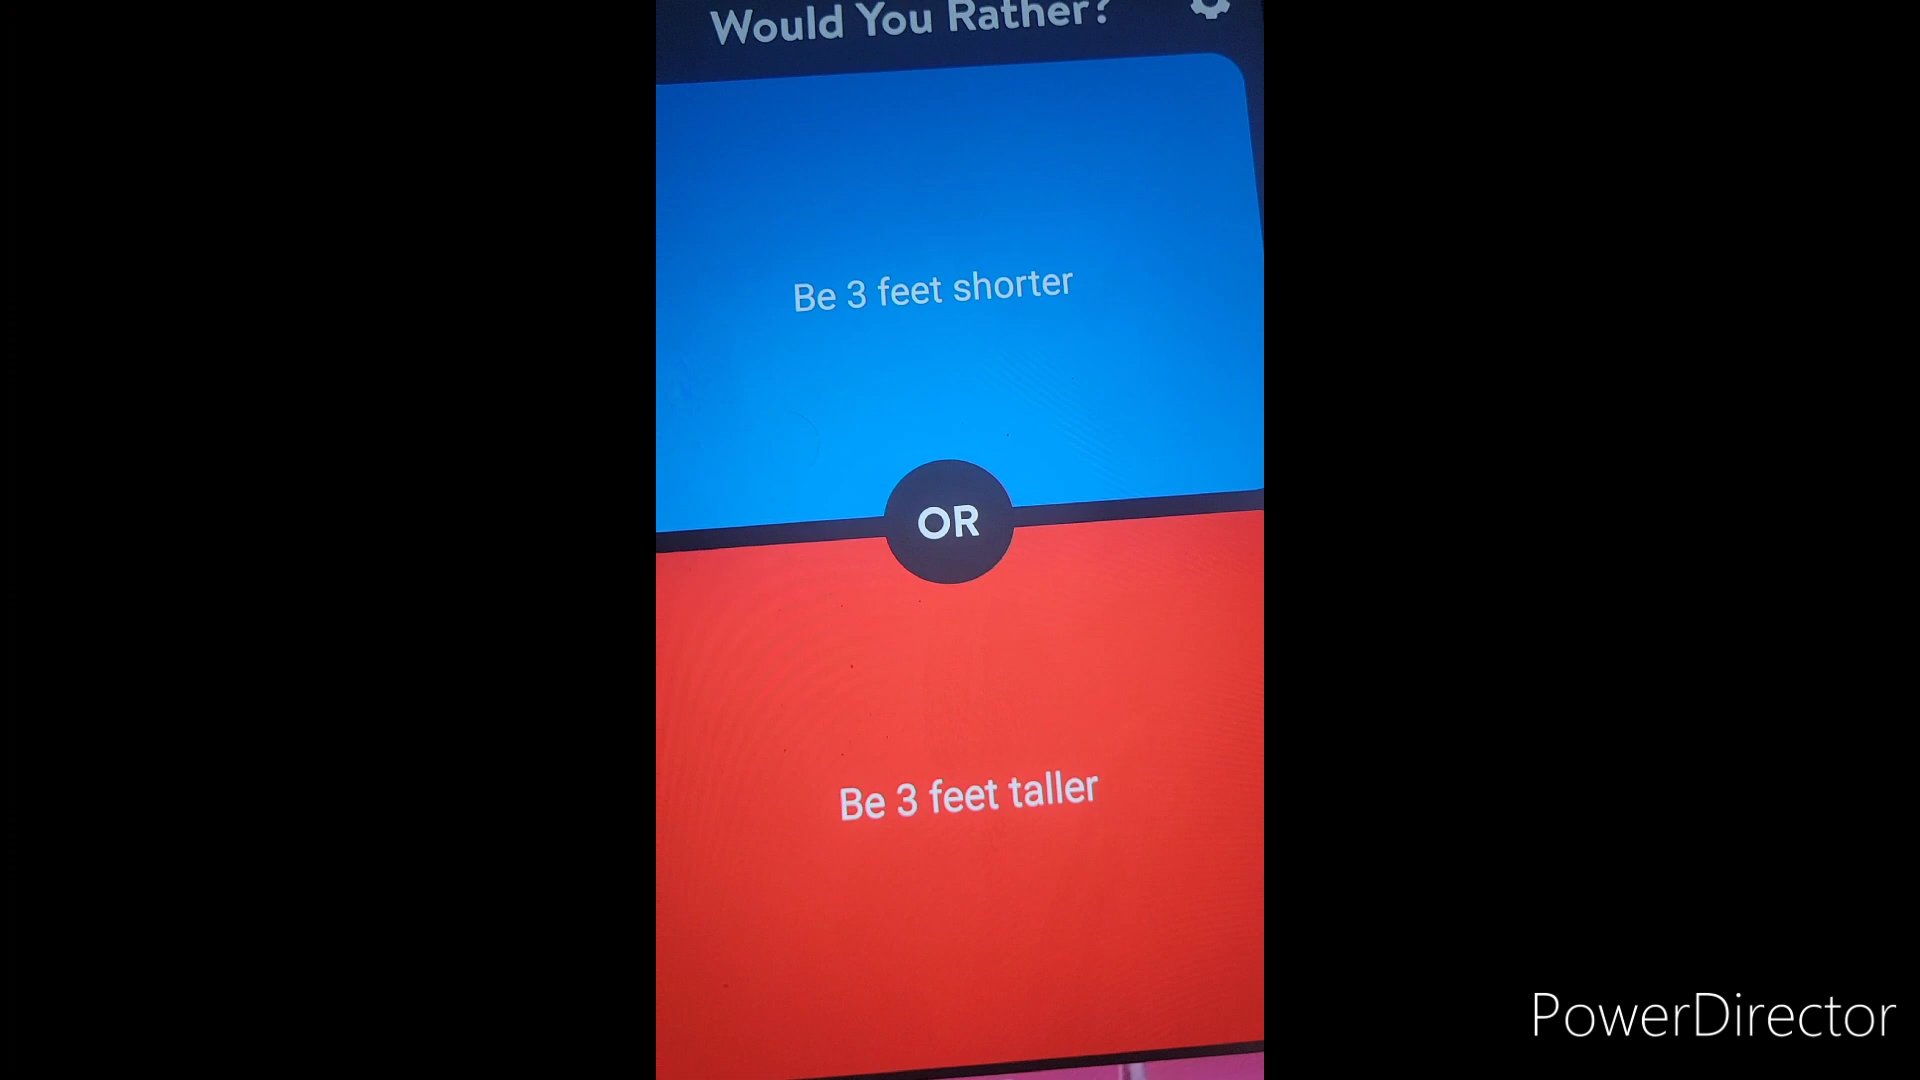 Would You Rather?
Be 3 feet shorter
OR
Be 3 feet taller
PowerDirector